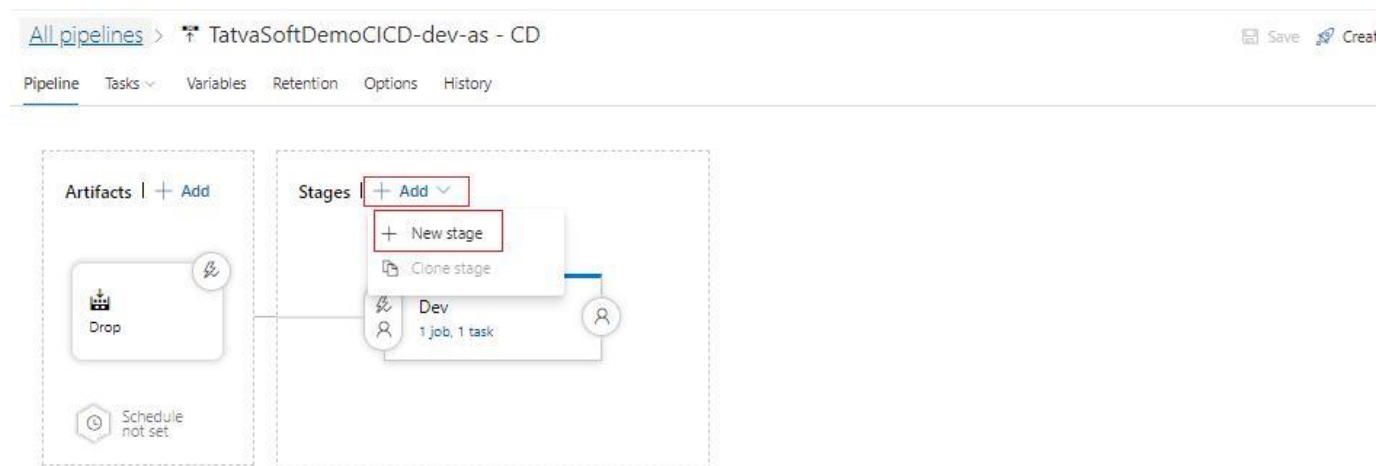 All pipelines > TatvaSoftDemoCICD-dev-as - CD
Save Creat
Pipeline Tasks Variables Retention Options History
Artifacts | + Add
Stages | + Add
+ New stage
Clone stage
Drop
Dev
1 job, 1 task
Schedule
not set